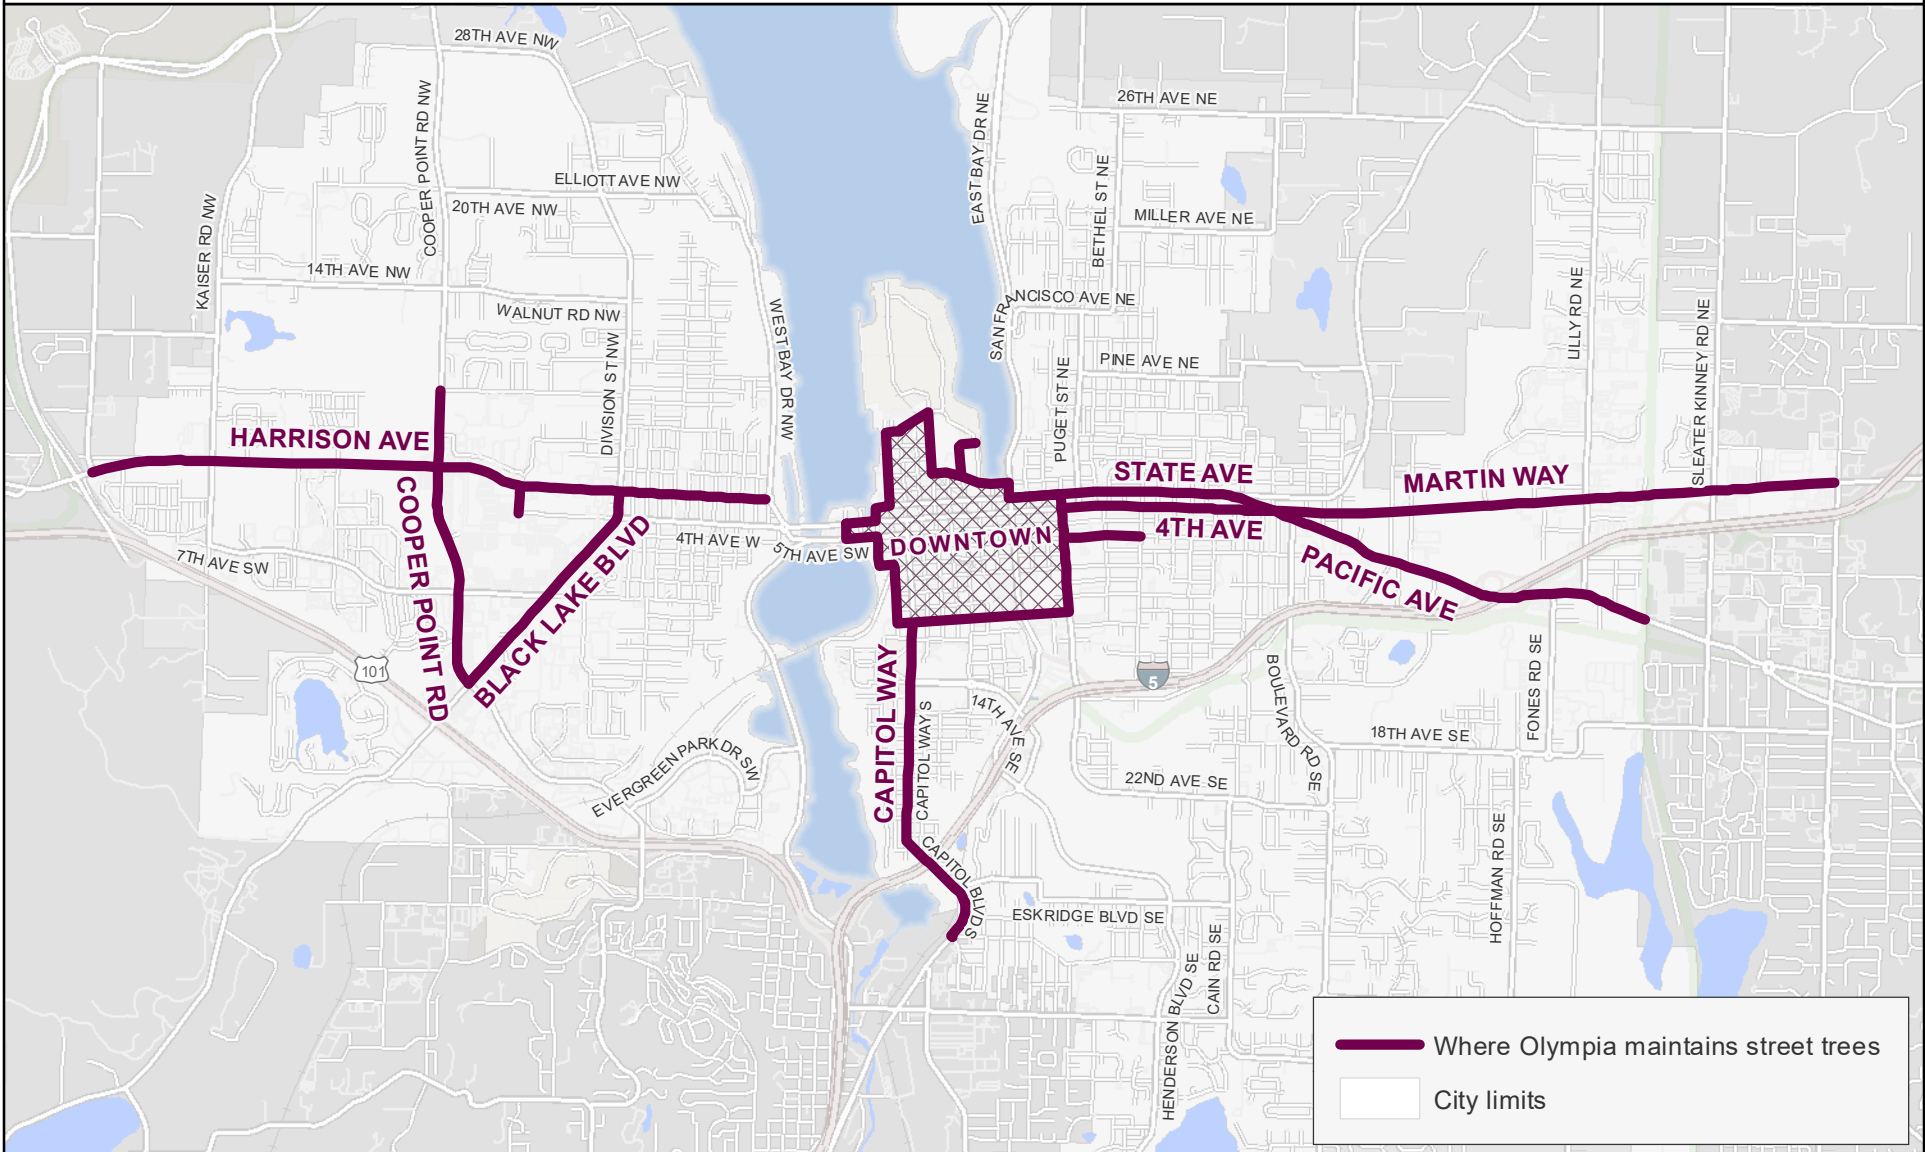 28TH AVE NW
COOPER POINT RD NW
EAST BAY DR NE
26TH AVE NE
ELLIOTT AVE NW
20TH AVE NW
KAISER RD NW
BETHEL ST NE
MILLER AVE NE
14TH AVE NW
WALNUT RD NW
WEST BAY DR NW
SAN FRANCISCO AVE NE
LILLY RD NE
SLEATER KINNEY RD NE
DIVISION ST NW
PUGET ST NE
PINE AVE NE
HARRISON AVE
STATE AVE
MARTIN WAY
COOPER POINT RD
BLACK LAKE BLVD
4TH AVE W
5TH AVE SW
DOWNTOWN
4TH AVE
PACIFIC AVE
7TH AVE SW
101
CAPITOL WAY
CAPITOL WAY S
14TH AVE SE
5
BOULEVARD RD SE
FONES RD SE
18TH AVE SE
EVERGREEN PARK DR SW
22ND AVE SE
CAPITOL BLVD S
HOFFMAN RD SE
ESKRIDGE BLVD SE
CAIN RD SE
HENDERSON BLVD SE
Where Olympia maintains street trees
City limits